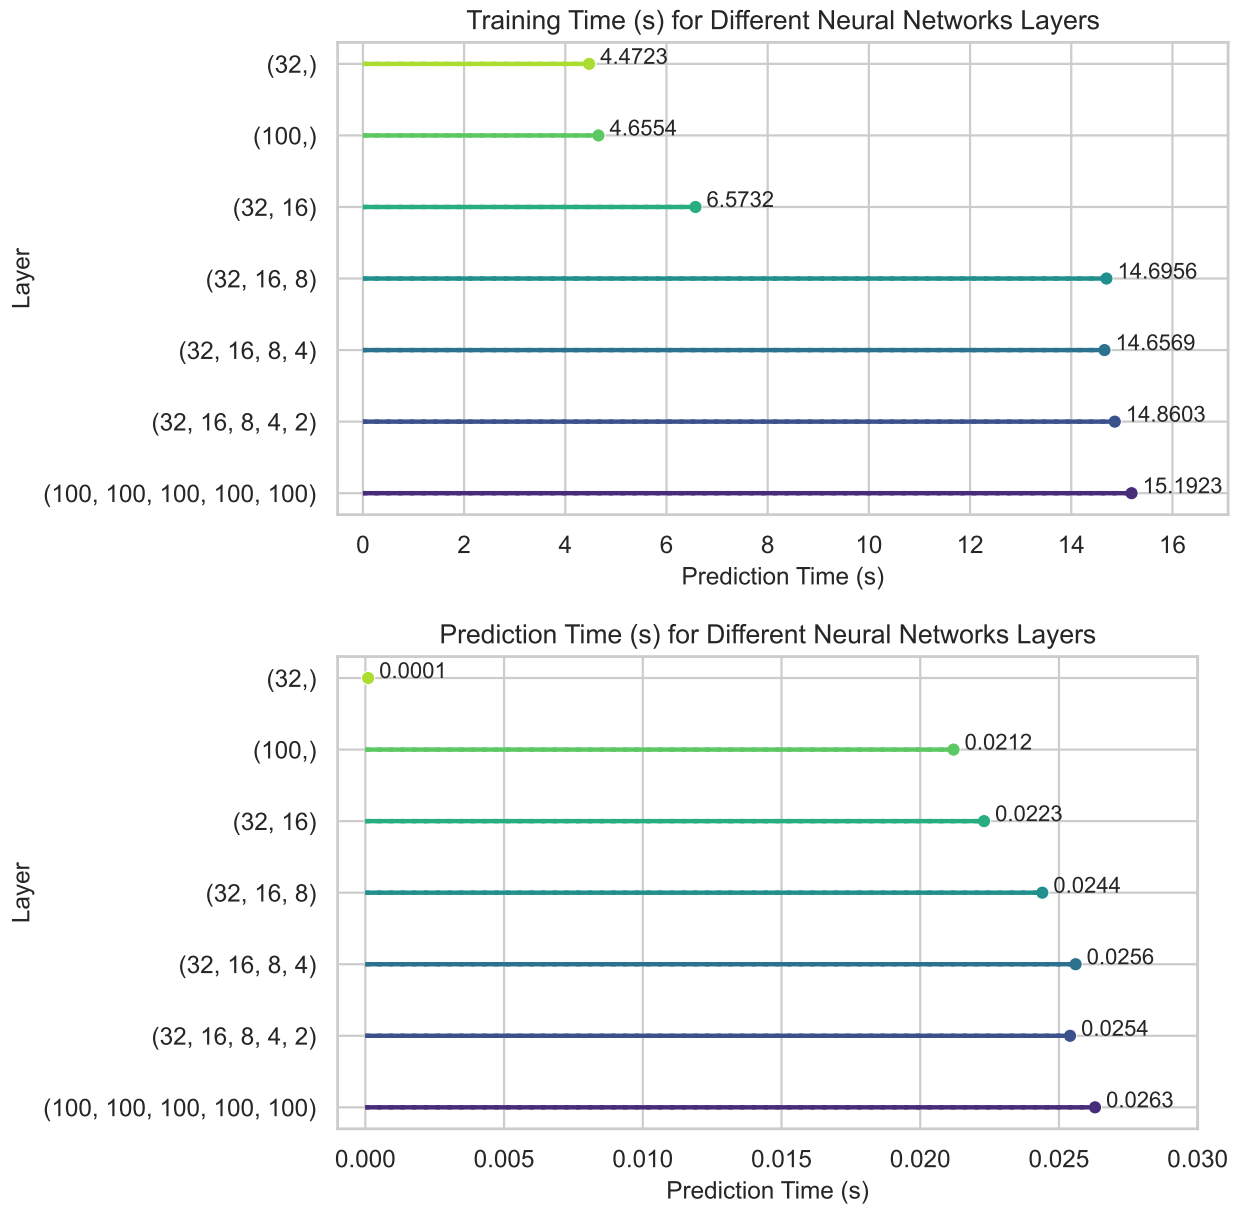 Training Time (s) for Different Neural Networks Layers
(32,)
4.4723
(100,)
4.6554
(32, 16)
6.5732
Layer
(32, 16, 8)
14.6956
(32, 16, 8, 4)
14.6569
(32, 16, 8, 4, 2)
14.8603
(100, 100, 100, 100, 100)
15.1923
0 2 4 6 8 10 12 14 16
Prediction Time (s)
Prediction Time (s) for Different Neural Networks Layers
(32,)
0.0001
(100,)
0.0212
(32, 16)
0.0223
Layer
(32, 16, 8)
0.0244
(32, 16, 8, 4)
0.0256
(32, 16, 8, 4, 2)
0.0254
(100, 100, 100, 100, 100)
0.0263
0.000 0.005 0.010 0.015 0.020 0.025 0.030
Prediction Time (s)